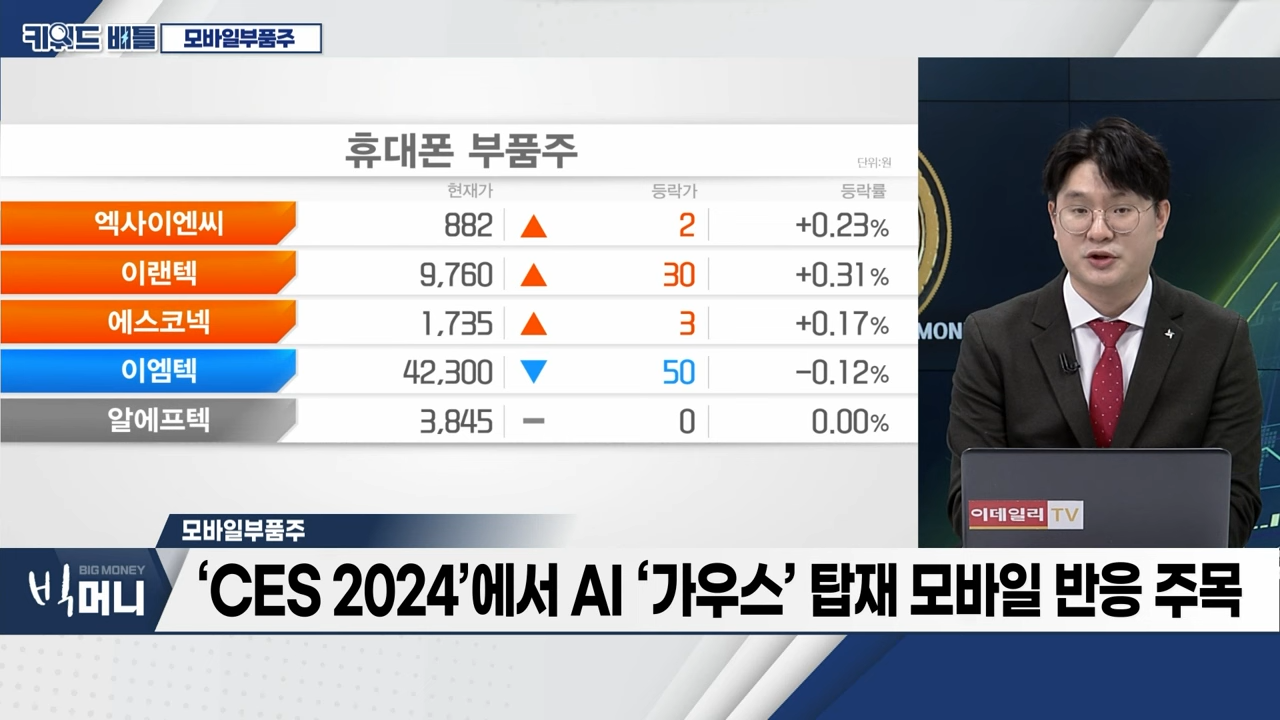 키워드 배틀 모바일부품주
휴대폰 부품주
단위:원
현재가 등락가 등락률
엑사이엔씨 882 ▲ 2 +0.23%
이랜텍 9,760 ▲ 30 +0.31%
에스코넥 1,735 ▲ 3 +0.17%
이엠텍 42,300 ▼ 50 -0.12%
알에프텍 3,845 - 0 0.00%
MON
이데일리TV
모바일부품주
BIG MONEY
빅머니
‘CES 2024’에서 AI ‘가우스’ 탑재 모바일 반응 주목